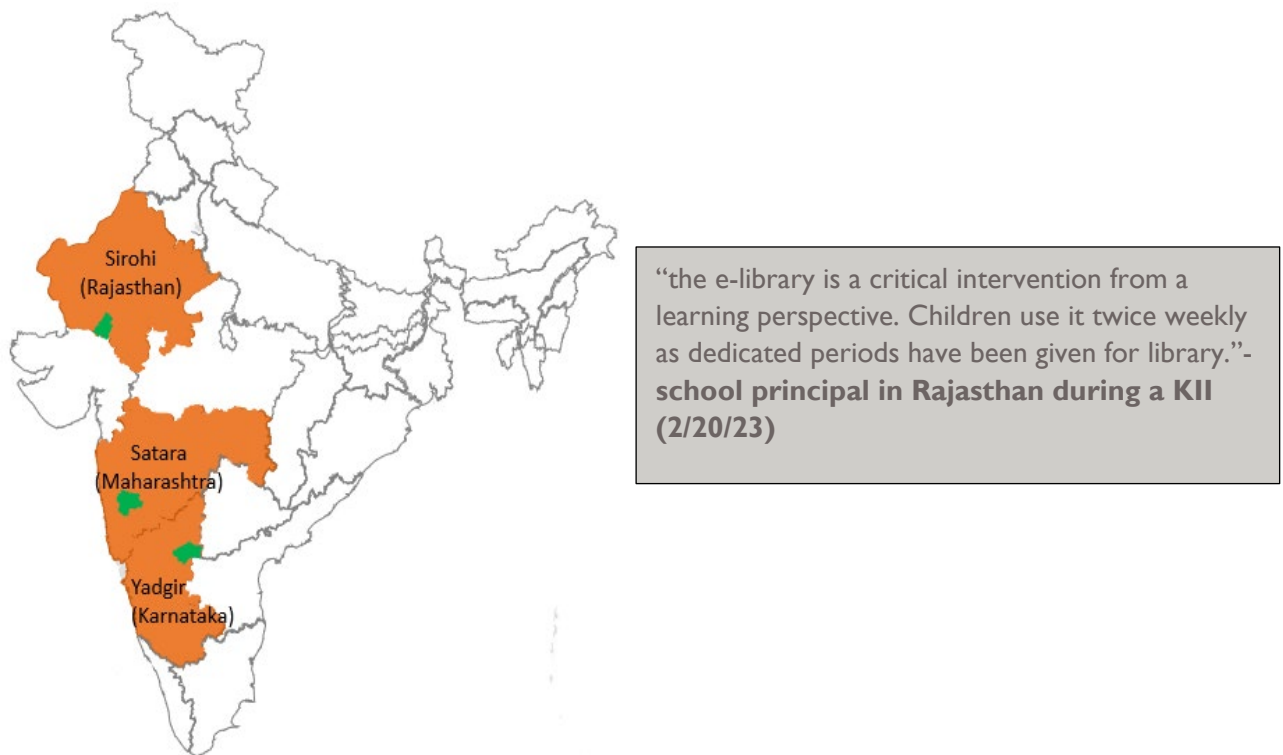 Sirohi
(Rajasthan)
Satara
(Maharashtra)
Yadgir
(Karnataka)
“the e-library is a critical intervention from a
learning perspective. Children use it twice weekly
as dedicated periods have been given for library.”-
school principal in Rajasthan during a KII
(2/20/23)